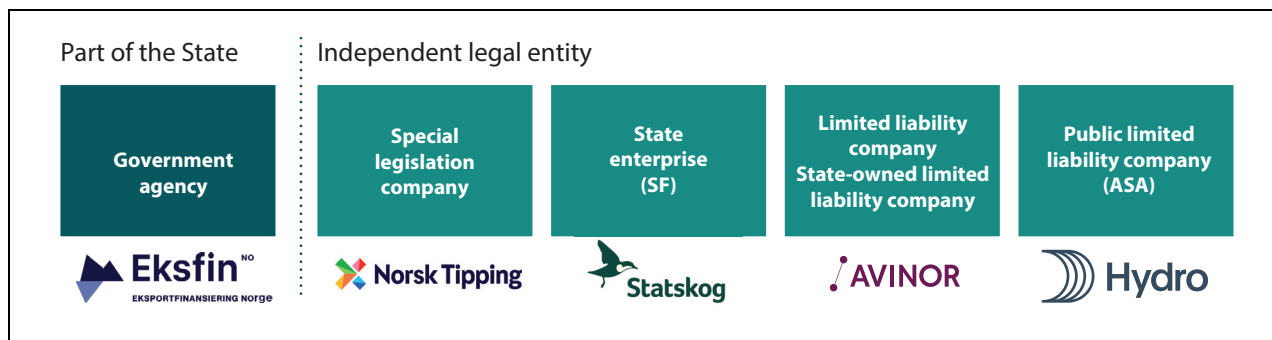 Part of the State
Independent legal entity
Government
agency
Special
legislation
company
State
enterprise
(SF)
Limited liability
company
State-owned limited
liability company
Public limited
liability company
(ASA)
Eksfin NO
EKSPORTFINANSIERING Norge
Norsk Tipping
Statskog
AVINOR
Hydro